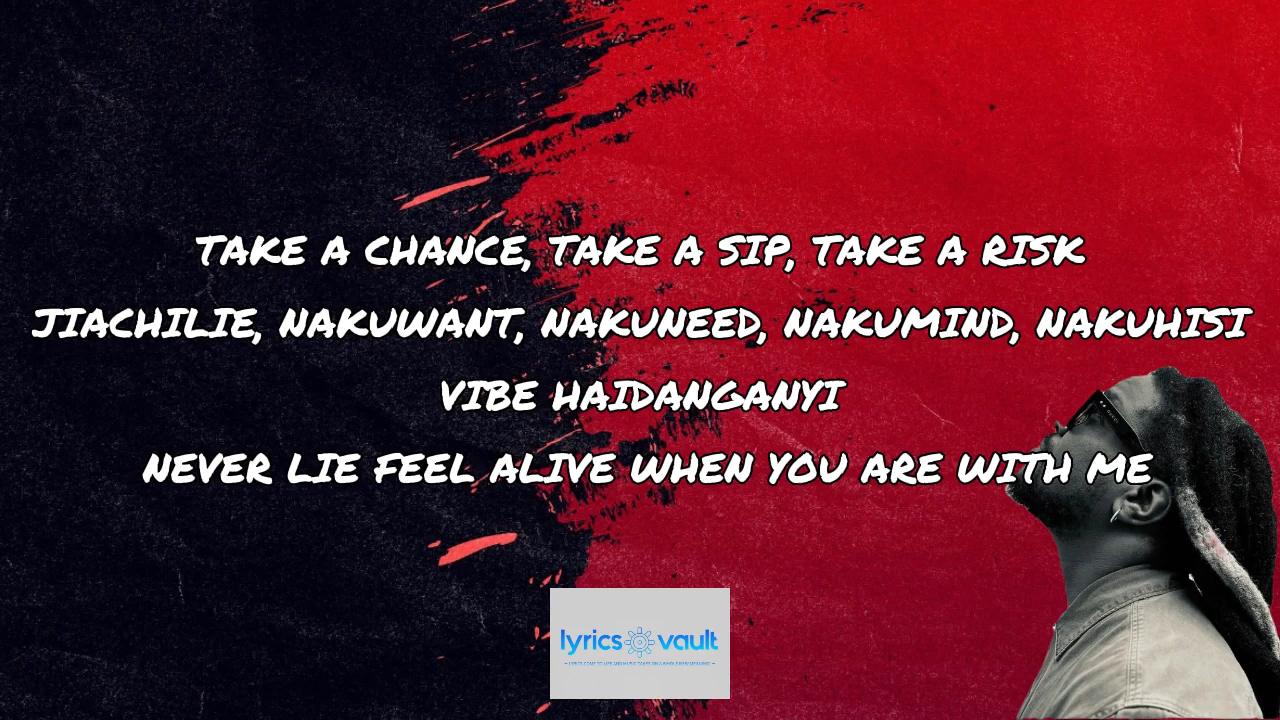 TAKE A CHANCE, TAKE A SIP, TAKE A RISK
JIACHILIE, NAKUWANT, NAKUNEED, NAKUMIND, NAKUHISI
VIBE HAIDANGANYI
NEVER LIE FEEL ALIVE WHEN YOU ARE WITH ME
lyrics vault